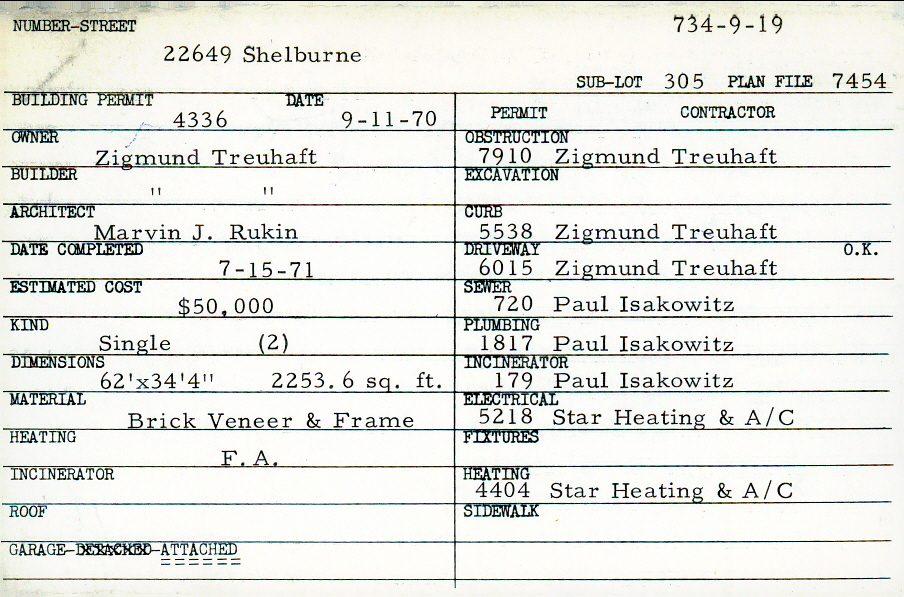 NUMBER-STREET 734-9-19
22649 Shelburne
SUB-LOT 305 PLAN FILE 7454
BUILDING PERMIT DATE
4336 9-11-70
OWNER
Zigmund Treuhaft
BUILDER
" "
ARCHITECT
Marvin J. Rukin
DATE COMPLETED
7-15-71
ESTIMATED COST
$50,000
KIND
Single (2)
DIMENSIONS
62'x34'4" 2253.6 sq. ft.
MATERIAL
Brick Veneer & Frame
HEATING
F. A.
INCINERATOR
ROOF
GARAGE-DETACHED-ATTACHED
PERMIT CONTRACTOR
OBSTRUCTION
7910 Zigmund Treuhaft
EXCAVATION
CURB
5538 Zigmund Treuhaft
DRIVEWAY O.K.
6015 Zigmund Treuhaft
SEWER
720 Paul Isakowitz
PLUMBING
1817 Paul Isakowitz
INCINERATOR
179 Paul Isakowitz
ELECTRICAL
5218 Star Heating & A/C
FIXTURES
HEATING
4404 Star Heating & A/C
SIDEWALK